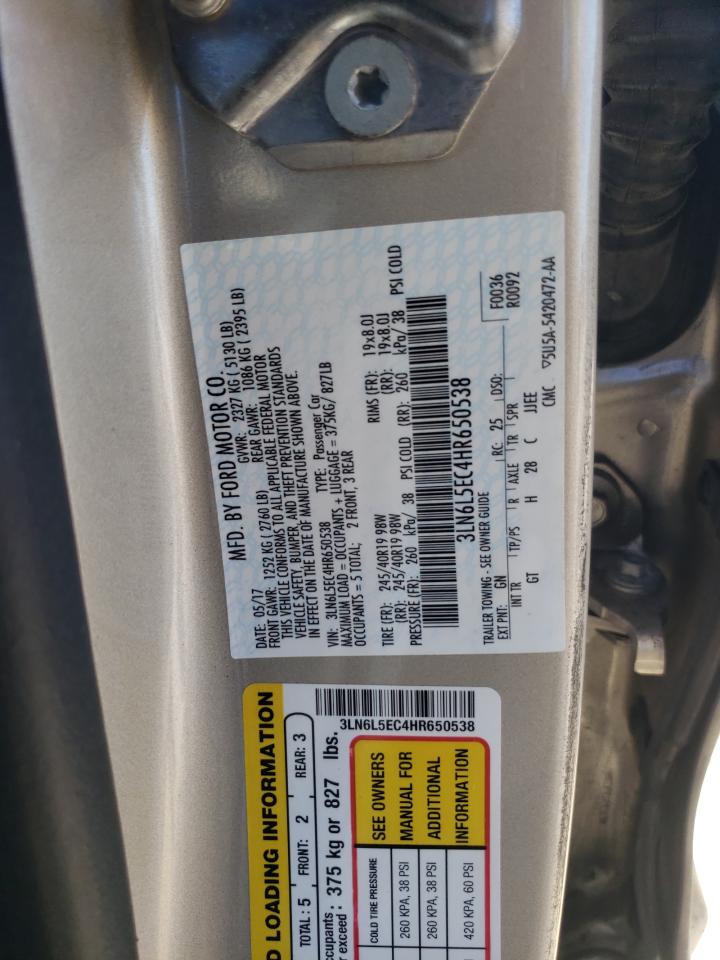 MFD. BY FORD MOTOR CO.
DATE: 05/17 GVWR: 2327 KG ( 5130 LB)
FRONT GAWR: 1252 KG ( 2760 LB) REAR GAWR: 1086 KG ( 2395 LB)
THIS VEHICLE CONFORMS TO ALL APPLICABLE FEDERAL MOTOR
VEHICLE SAFETY, BUMPER, AND THEFT PREVENTION STANDARDS
IN EFFECT ON THE DATE OF MANUFACTURE SHOWN ABOVE.
VIN: 3LN6L5EC4HR650538 TYPE: Passenger Car
MAXIMUM LOAD = OCCUPANTS + LUGGAGE = 375KG/ 827LB
OCCUPANTS = 5 TOTAL; 2 FRONT, 3 REAR
TIRE (FR): 245/40R19 98W RIMS (FR): 19x8.0J
(RR): 245/40R19 98W (RR): 19x8.0J
PRESSURE (FR): 260 kPa/ 38 PSI COLD (RR): 260 kPa/ 38 PSI COLD
3LN6L5EC4HR650538
TRAILER TOWING - SEE OWNER GUIDE
EXT PNT: GN RC: 25 DSO: F0036
R0092
INT TR TP/PS R AXLE TR SPR
GT H 28 C JJEE
CMC ▽5U5A-5420472-AA
D LOADING INFORMATION
TOTAL : 5 FRONT: 2 REAR: 3
ccupants
r exceed : 375 kg or 827 lbs.
3LN6L5EC4HR650538
COLD TIRE PRESSURE
260 KPA, 38 PSI
260 KPA, 38 PSI
420 KPA, 60 PSI
SEE OWNERS
MANUAL FOR
ADDITIONAL
INFORMATION